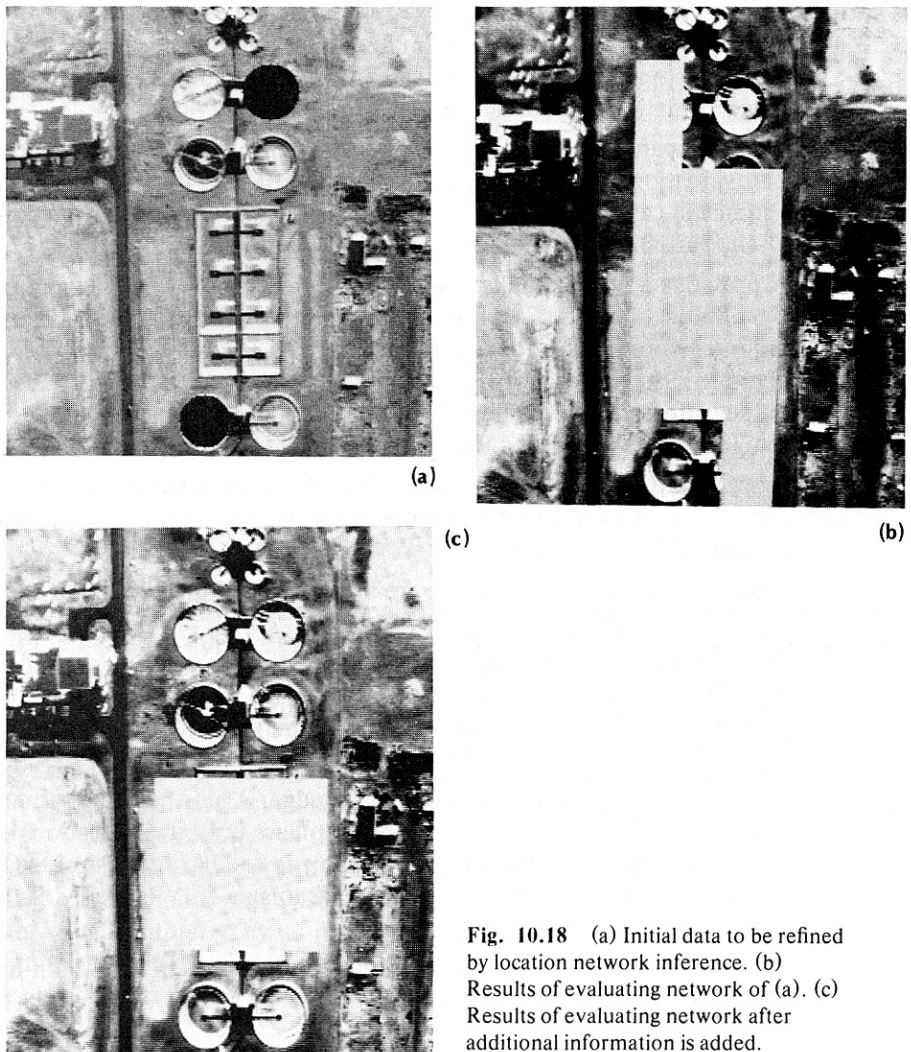 (a)
(b)
(c)
Fig. 10.18 (a) Initial data to be refined
by location network inference. (b)
Results of evaluating network of (a). (c)
Results of evaluating network after
additional information is added.